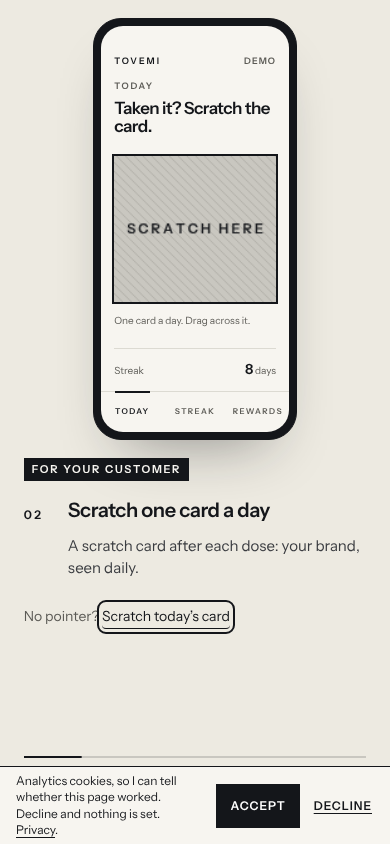 TOVEMI DEMO
TODAY
Taken it? Scratch the
card.
SCRATCH HERE
One card a day. Drag across it.
Streak 8 days
TODAY STREAK REWARDS
FOR YOUR CUSTOMER
02 Scratch one card a day
A scratch card after each dose: your brand,
seen daily.
No pointer? Scratch today’s card
Analytics cookies, so I can tell
whether this page worked.
Decline and nothing is set.
Privacy.
ACCEPT DECLINE